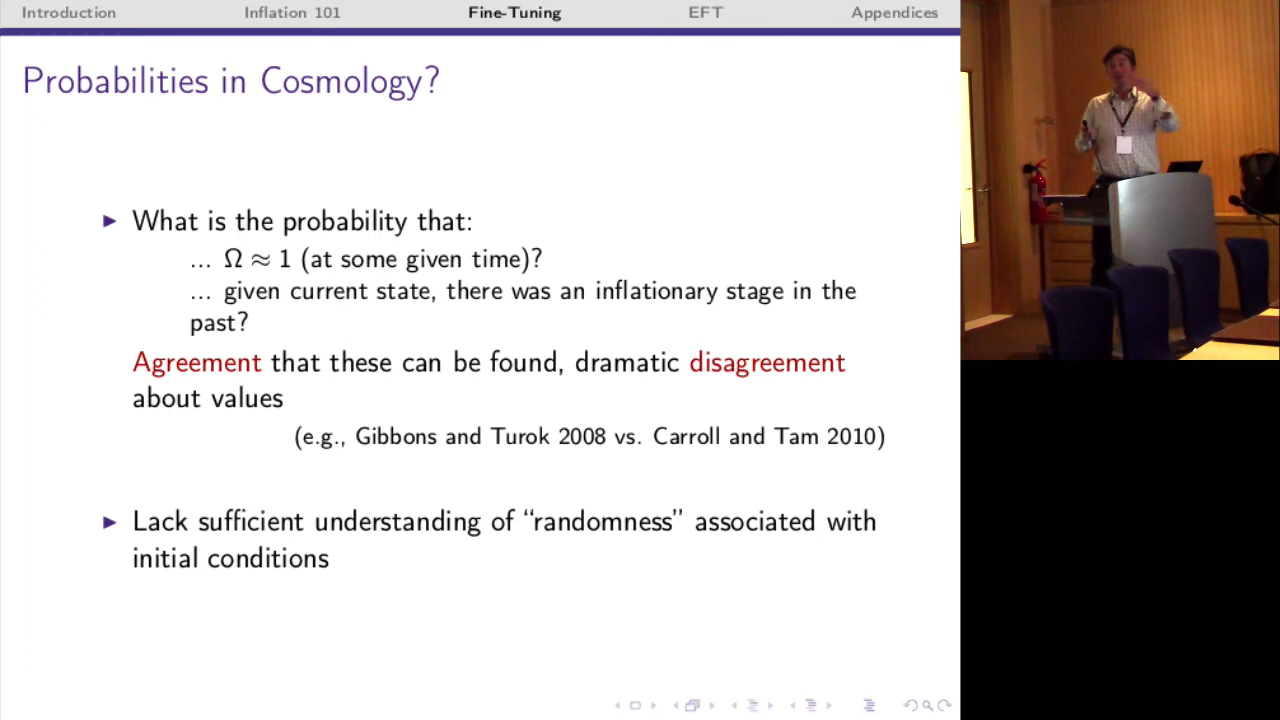 Introduction Inflation 101 Fine-Tuning EFT Appendices
Probabilities in Cosmology?
▶ What is the probability that:
... Ω ≈ 1 (at some given time)?
... given current state, there was an inflationary stage in the
past?
Agreement that these can be found, dramatic disagreement
about values
(e.g., Gibbons and Turok 2008 vs. Carroll and Tam 2010)
▶ Lack sufficient understanding of “randomness” associated with
initial conditions